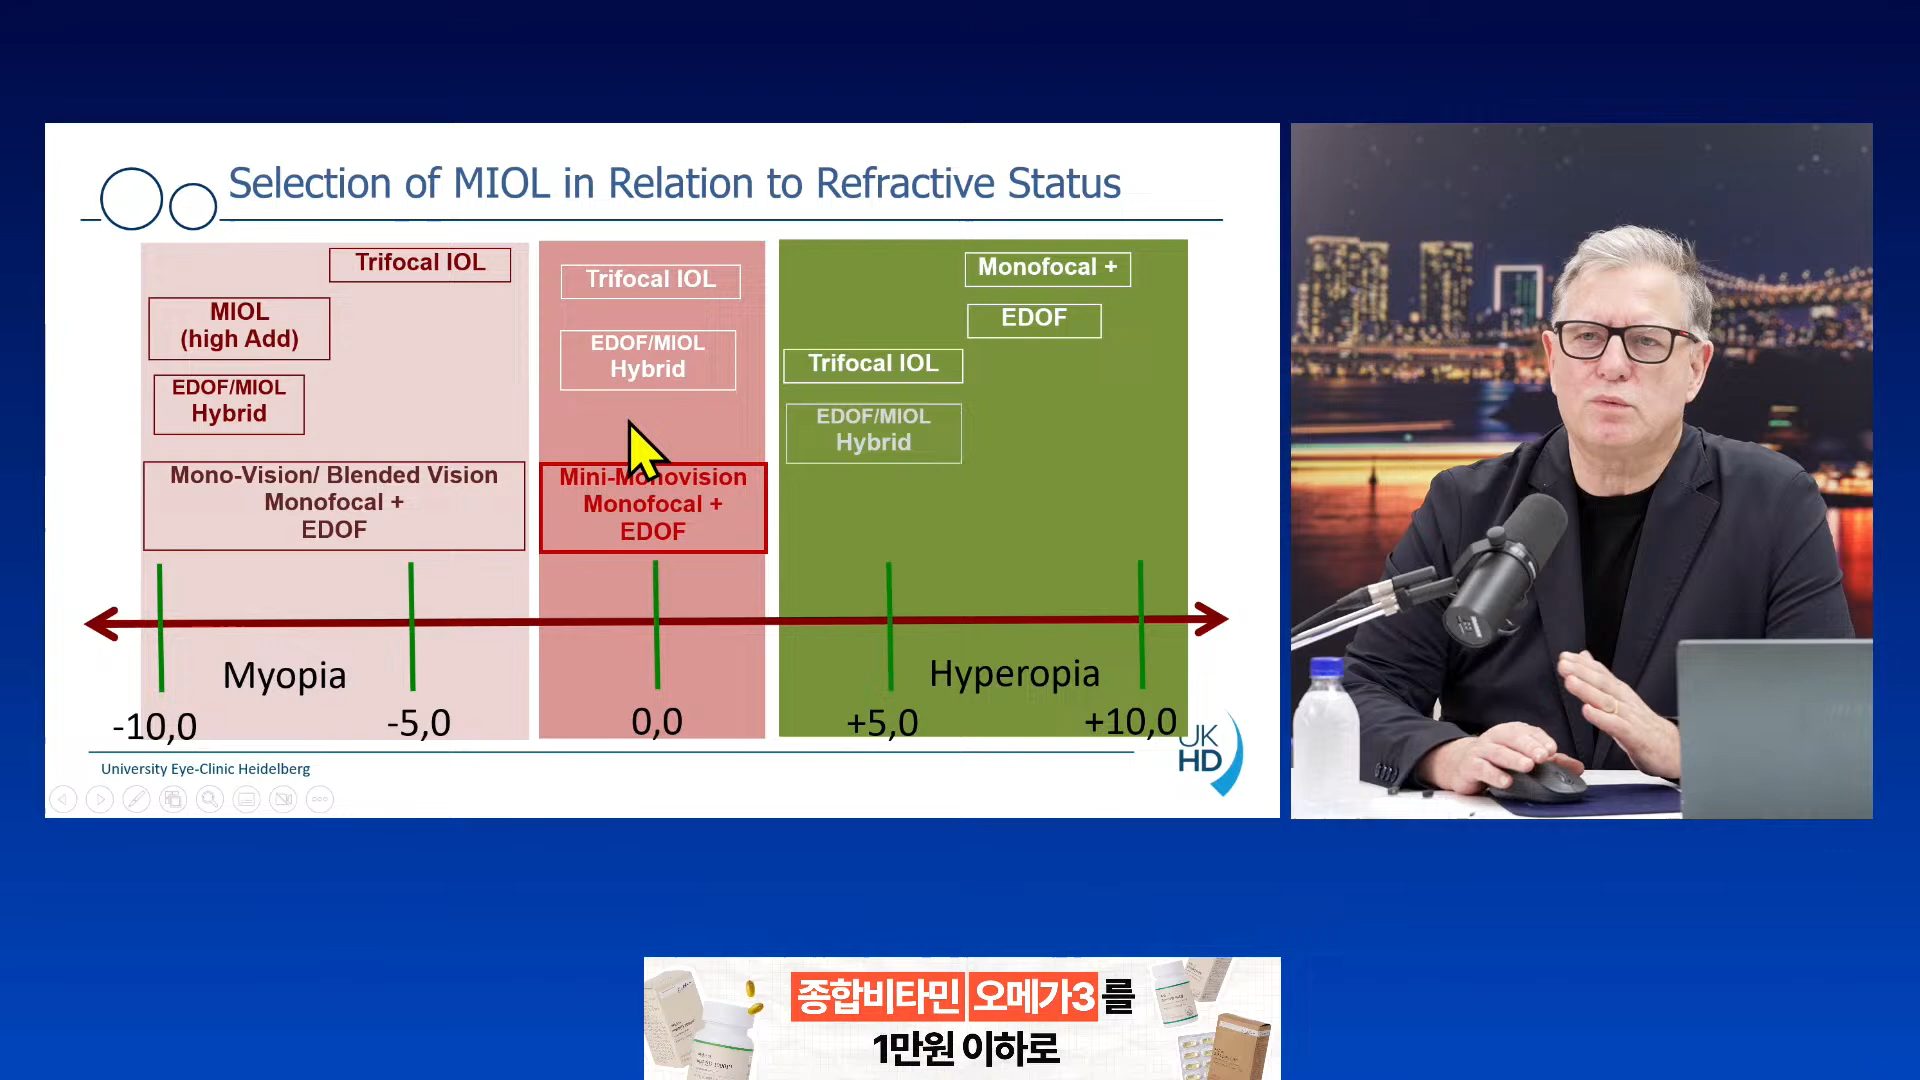 Selection of MIOL in Relation to Refractive Status
Trifocal IOL
MIOL
(high Add)
EDOF/MIOL
Hybrid
Mono-Vision/ Blended Vision
Monofocal +
EDOF
Trifocal IOL
EDOF/MIOL
Hybrid
Mini-Monovision
Monofocal +
EDOF
Monofocal +
EDOF
Trifocal IOL
EDOF/MIOL
Hybrid
Myopia
Hyperopia
-10,0
-5,0
0,0
+5,0
+10,0
University Eye-Clinic Heidelberg
UK
HD
종합비타민 오메가3를
1만원 이하로